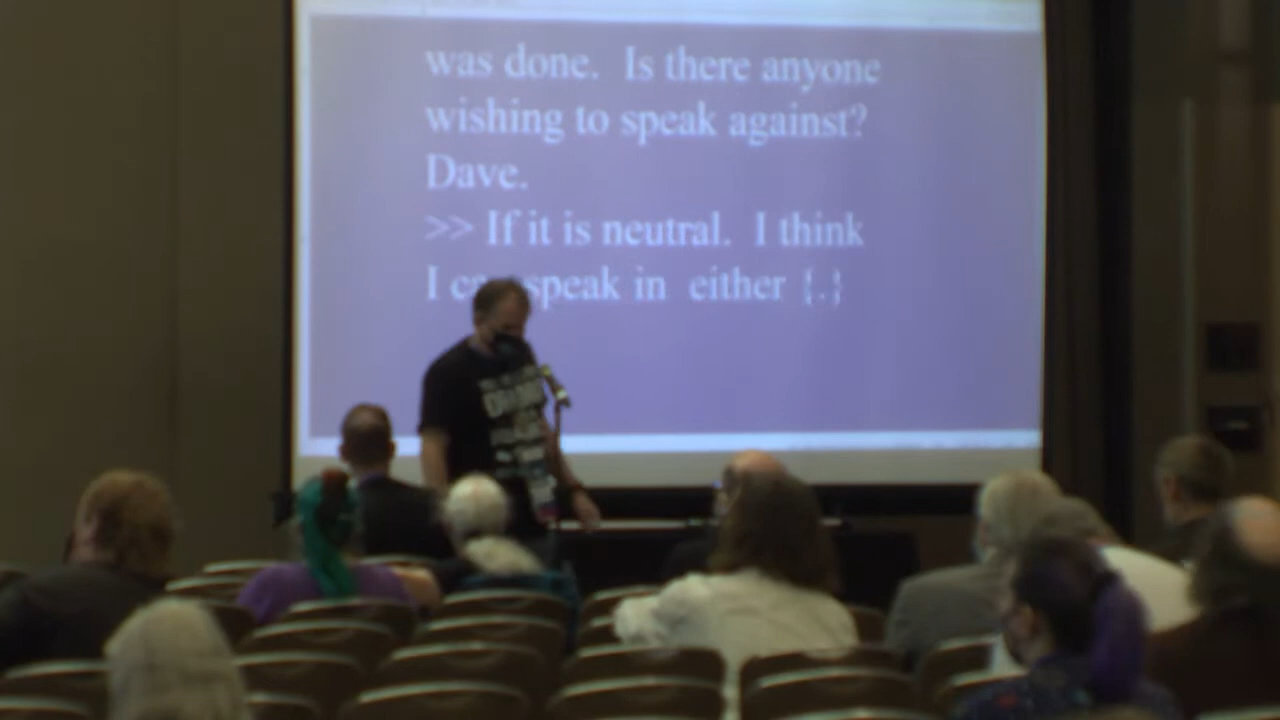 was done.  Is there anyone
wishing to speak against?
Dave.
>> If it is neutral.  I think
I speak in  either {.}